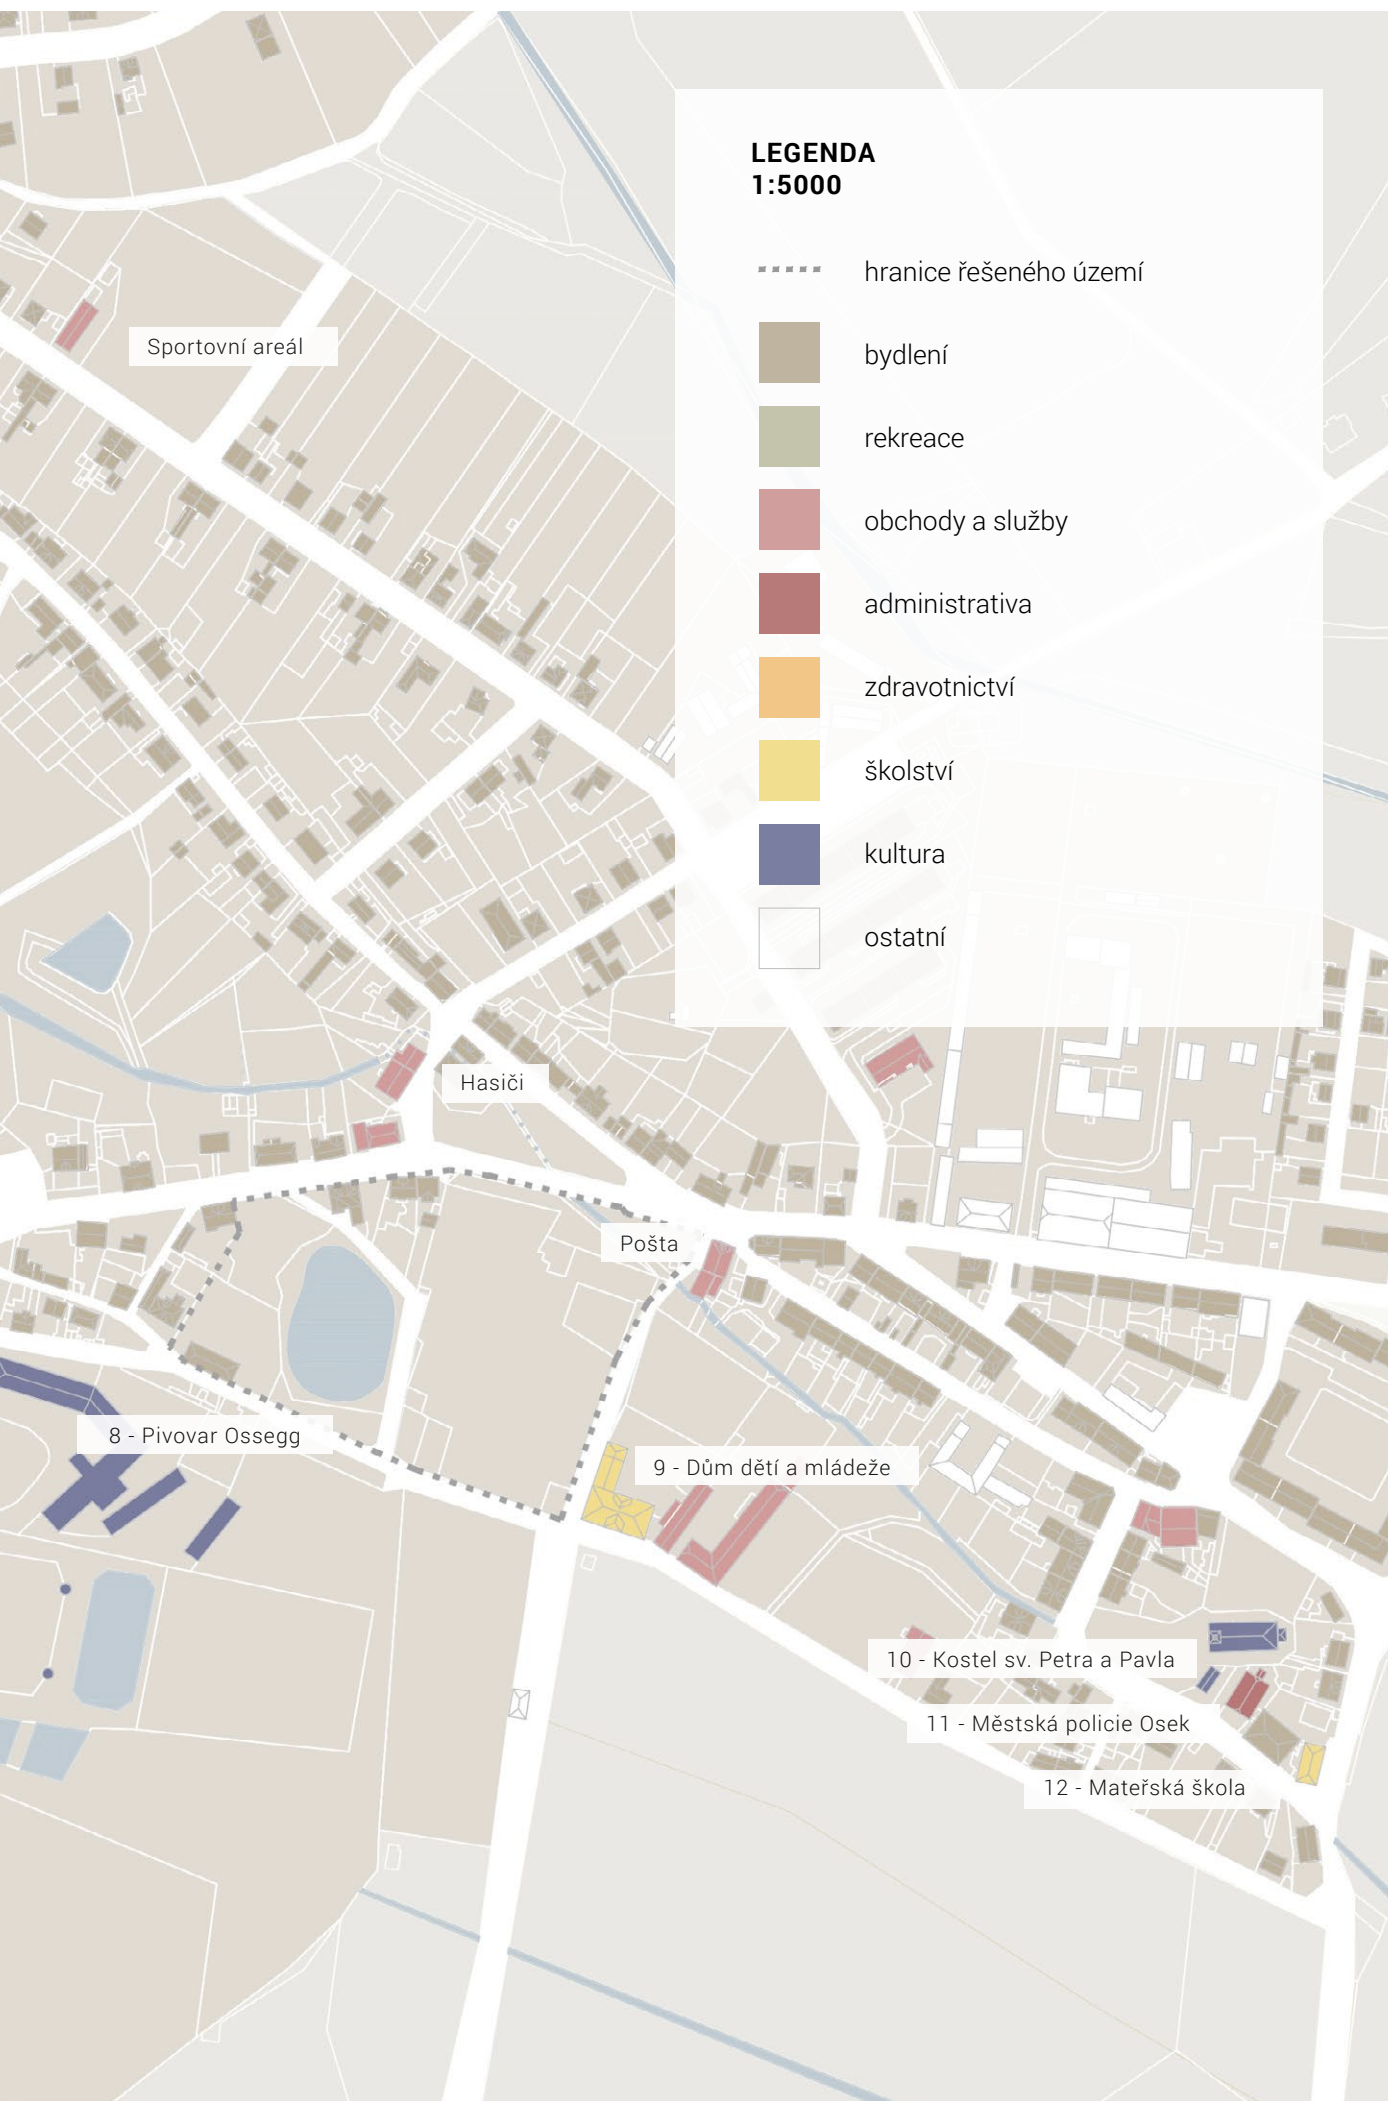 LEGENDA
1:5000
hranice řešeného území
bydlení
rekreace
obchody a služby
administrativa
zdravotnictví
školství
kultura
ostatní
Sportovní areál
Hasiči
Pošta
8 - Pivovar Ossegg
9 - Dům dětí a mládeže
10 - Kostel sv. Petra a Pavla
11 - Městská policie Osek
12 - Mateřská škola